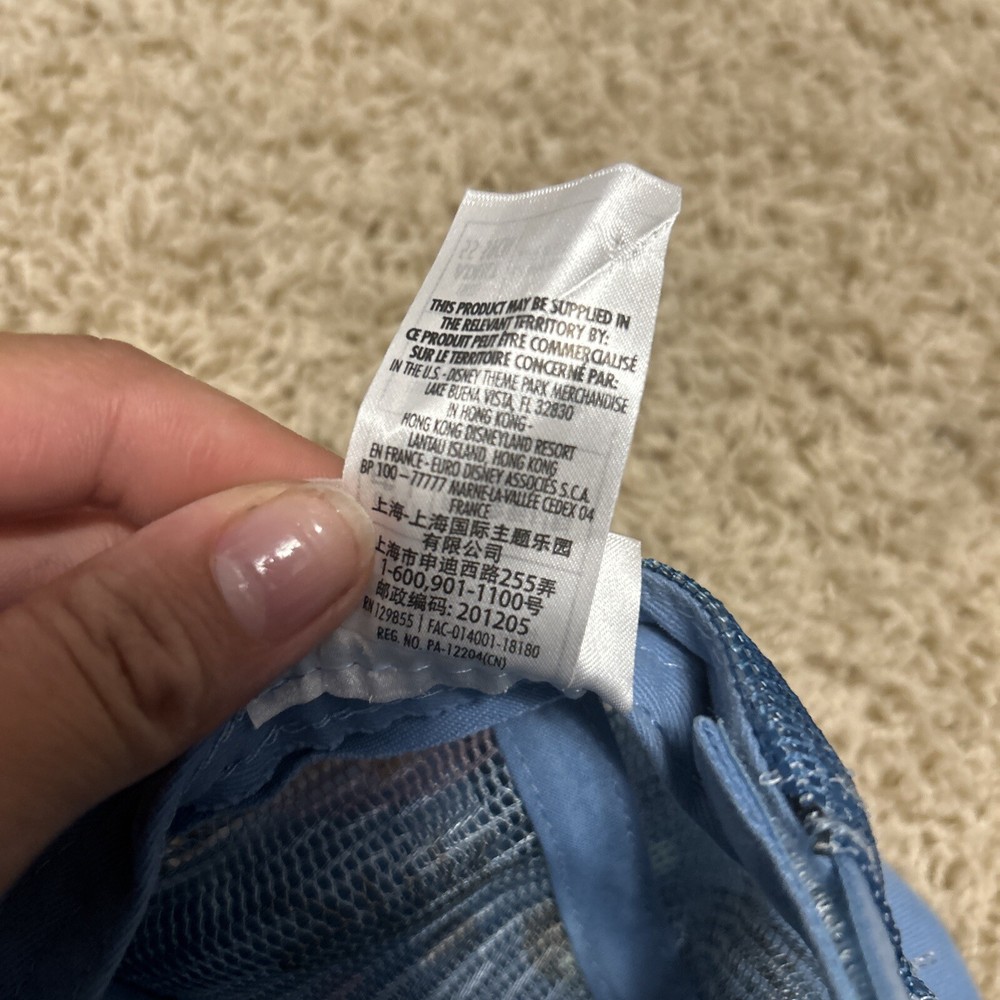 THIS PRODUCT MAY BE SUPPLIED IN
THE RELEVANT TERRITORY BY:
CE PRODUIT PEUT ÊTRE COMMERCIALISÉ
SUR LE TERRITOIRE CONCERNÉ PAR:
IN THE U.S. - DISNEY THEME PARK MERCHANDISE
LAKE BUENA VISTA, FL 32830
IN HONG KONG -
HONG KONG DISNEYLAND RESORT
LANTAU ISLAND, HONG KONG
EN FRANCE - EURO DISNEY ASSOCIÉS S.C.A.
BP 100 - 77777 MARNE-LA-VALLÉE CEDEX 04
FRANCE
上海-上海国际主题乐园
有限公司
上海市申迪西路255弄
1-600,901-1100号
邮政编码: 201205
RN 129855 | FAC-014001-18180
REG. NO. PA-12204(CN)